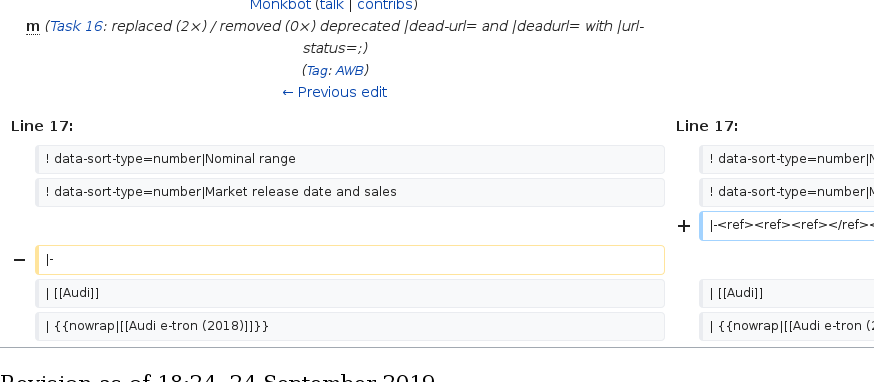 Monkbot (talk | contribs)
m (Task 16: replaced (2×) / removed (0×) deprecated |dead-url= and |deadurl= with |url-
status=;)
(Tag: AWB)
← Previous edit
Line 17:
Line 17:
! data-sort-type=number|Nominal range
! data-sort-type=number|
! data-sort-type=number|Market release date and sales
! data-sort-type=number|
+ |-<ref><ref><ref></ref><
− |-
| [[Audi]]
| [[Audi]]
| {{nowrap|[[Audi e-tron (2018)]]}}
| {{nowrap|[[Audi e-tron (
Revision as of 18:24, 24 September 2019